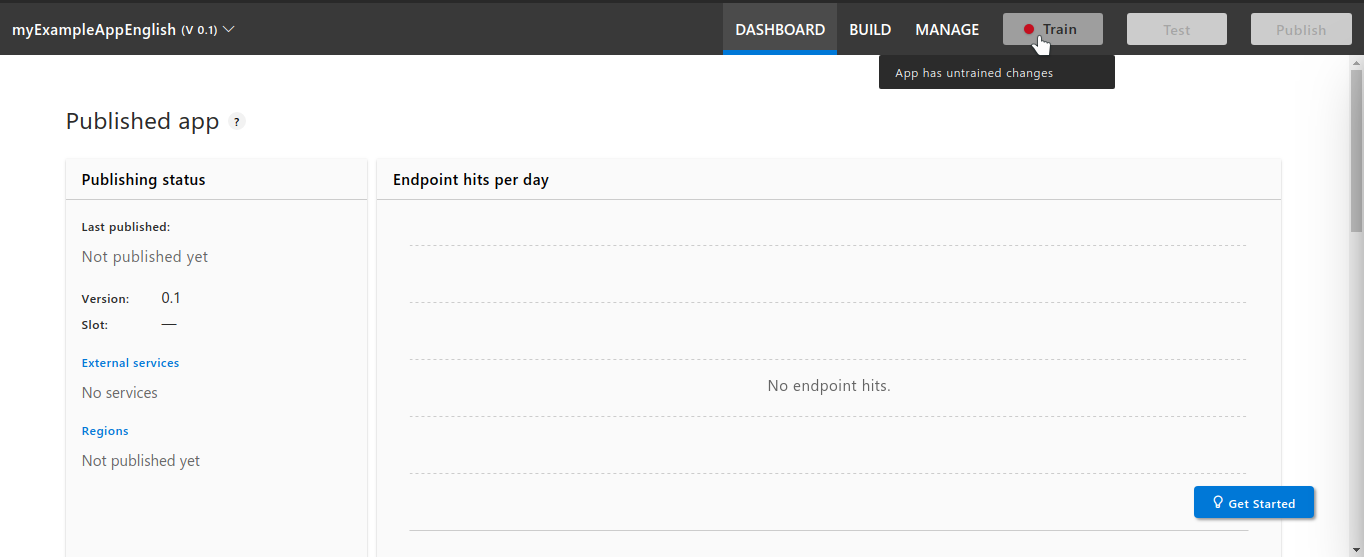 myExampleAppEnglish (V 0.1) DASHBOARD BUILD MANAGE Train Test Publish
App has untrained changes
Published app ?
Publishing status
Last published:
Not published yet
Version: 0.1
Slot: —
External services
No services
Regions
Not published yet
Endpoint hits per day
No endpoint hits.
Get Started